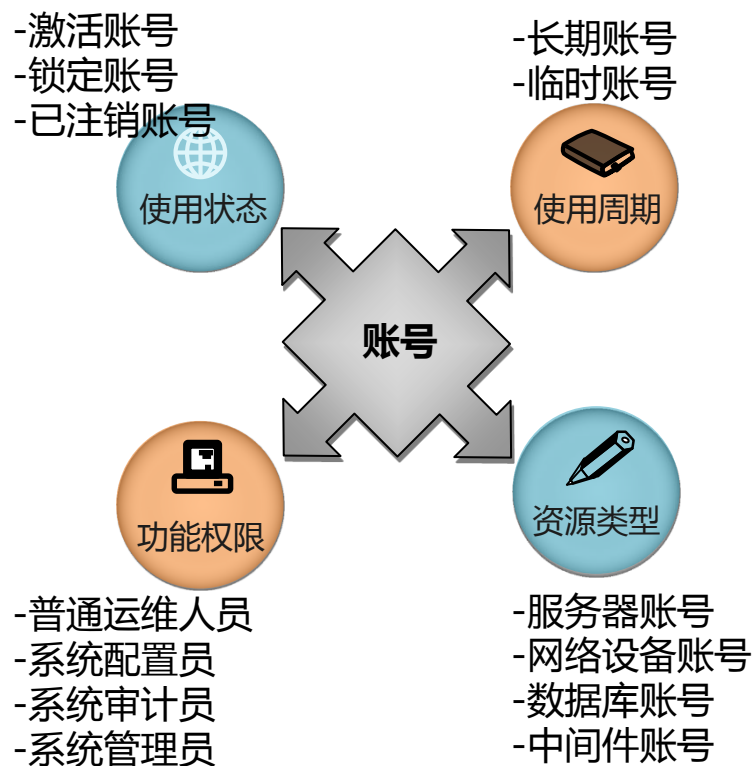 -激活账号
-锁定账号
-已注销账号
使用状态
-长期账号
-临时账号
使用周期
账号
功能权限
-普通运维人员
-系统配置员
-系统审计员
-系统管理员
资源类型
-服务器账号
-网络设备账号
-数据库账号
-中间件账号